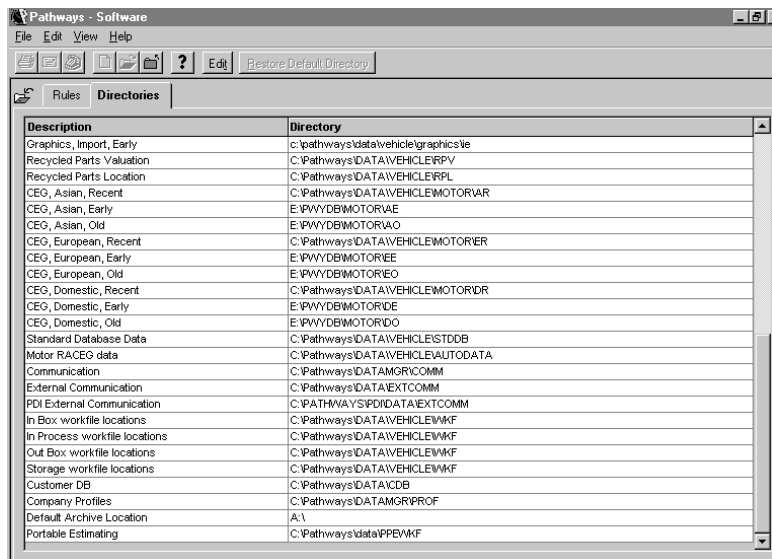 Pathways - Software
File Edit View Help
? Edit Restore Default Directory
Rules Directories
Description Directory
Graphics, Import, Early c:\pathways\data\vehicle\graphics\ie
Recycled Parts Valuation C:\Pathways\DATA\VEHICLE\RPV
Recycled Parts Location C:\Pathways\DATA\VEHICLE\RPL
CEG, Asian, Recent C:\Pathways\DATA\VEHICLE\MOTOR\AR
CEG, Asian, Early E:\PWYDB\MOTOR\AE
CEG, Asian, Old E:\PWYDB\MOTOR\AO
CEG, European, Recent C:\Pathways\DATA\VEHICLE\MOTOR\ER
CEG, European, Early E:\PWYDB\MOTOR\EE
CEG, European, Old E:\PWYDB\MOTOR\EO
CEG, Domestic, Recent C:\Pathways\DATA\VEHICLE\MOTOR\DR
CEG, Domestic, Early E:\PWYDB\MOTOR\DE
CEG, Domestic, Old E:\PWYDB\MOTOR\DO
Standard Database Data C:\Pathways\DATA\VEHICLE\STDDB
Motor RACEG data C:\Pathways\DATA\VEHICLE\AUTODATA
Communication C:\Pathways\DATAMGR\COMM
External Communication C:\Pathways\DATA\EXTCOMM
PDI External Communication C:\PATHWAYS\PDI\DATA\EXTCOMM
In Box workfile locations C:\Pathways\DATA\VEHICLE\WKF
In Process workfile locations C:\Pathways\DATA\VEHICLE\WKF
Out Box workfile locations C:\Pathways\DATA\VEHICLE\WKF
Storage workfile locations C:\Pathways\DATA\VEHICLE\WKF
Customer DB C:\Pathways\DATA\CDB
Company Profiles C:\Pathways\DATAMGR\PROF
Default Archive Location A:\
Portable Estimating C:\Pathways\data\PPEWKF